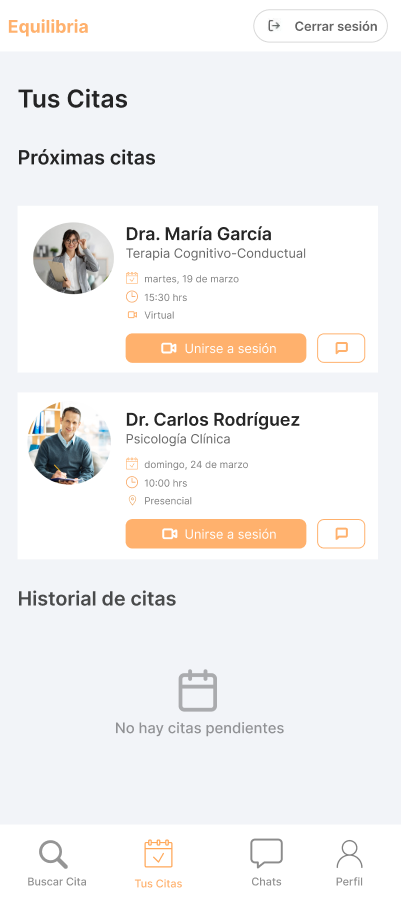 Equilibria
Cerrar sesión
Tus Citas
Próximas citas
Dra. María García
Terapia Cognitivo-Conductual
martes, 19 de marzo
15:30 hrs
Virtual
Unirse a sesión
Dr. Carlos Rodríguez
Psicología Clínica
domingo, 24 de marzo
10:00 hrs
Presencial
Unirse a sesión
Historial de citas
No hay citas pendientes
Buscar Cita
Tus Citas
Chats
Perfil